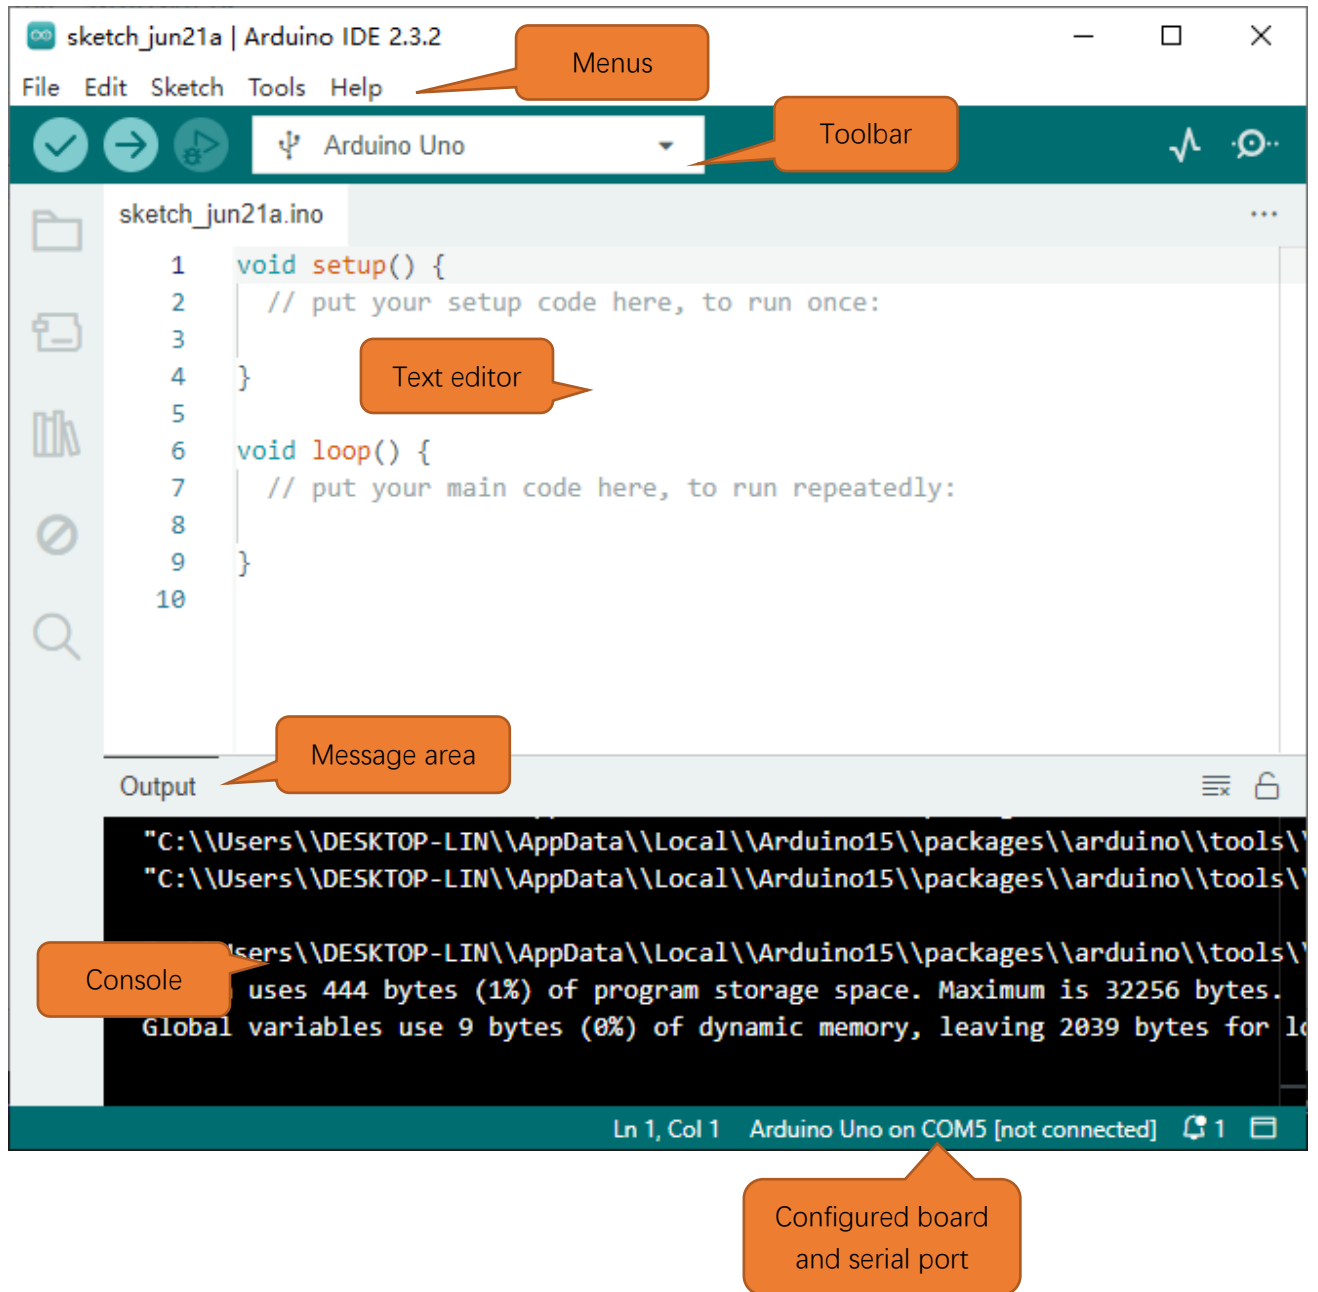 sketch_jun21a | Arduino IDE 2.3.2
Menus
File Edit Sketch Tools Help
Toolbar
Arduino Uno
sketch_jun21a.ino
1 void setup() {
2 // put your setup code here, to run once:
3
Text editor
4 }
5
6 void loop() {
7 // put your main code here, to run repeatedly:
8
9 }
10
Message area
Output
"C:\\Users\\DESKTOP-LIN\\AppData\\Local\\Arduino15\\packages\\arduino\\tools\\
"C:\\Users\\DESKTOP-LIN\\AppData\\Local\\Arduino15\\packages\\arduino\\tools\\
sers\\DESKTOP-LIN\\AppData\\Local\\Arduino15\\packages\\arduino\\tools\\
Console
uses 444 bytes (1%) of program storage space. Maximum is 32256 bytes.
Global variables use 9 bytes (0%) of dynamic memory, leaving 2039 bytes for
Ln 1, Col 1 Arduino Uno on COM5 [not connected] 1
Configured board
and serial port